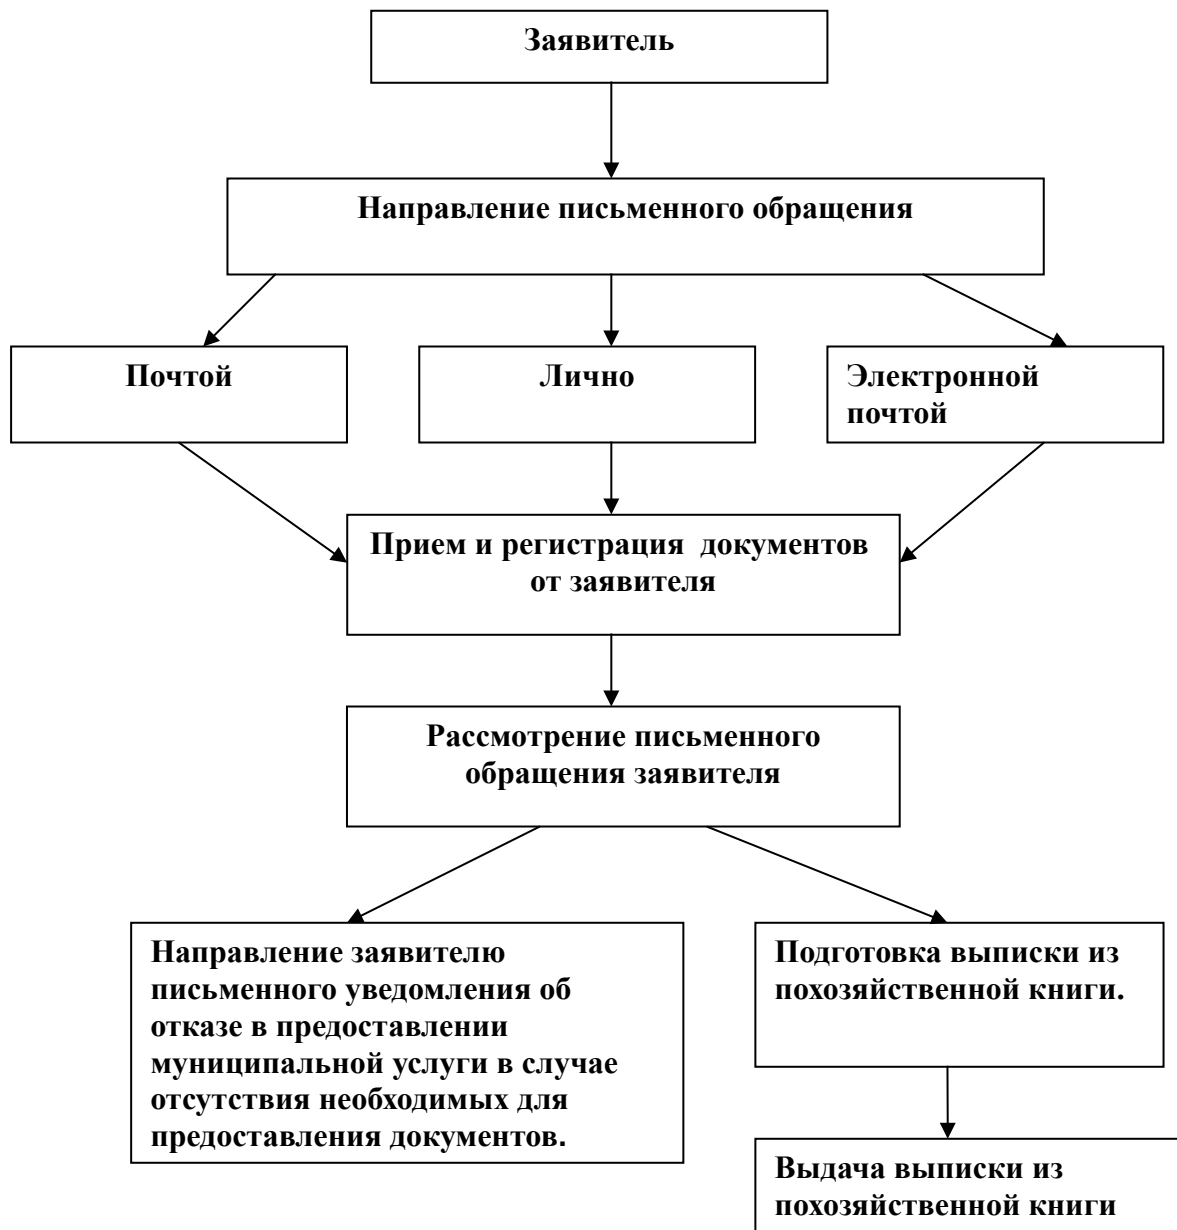 Заявитель
Направление письменного обращения
Почтой
Лично
Электронной
почтой
Прием и регистрация  документов
от заявителя
Рассмотрение письменного
обращения заявителя
Направление заявителю
письменного уведомления об
отказе в предоставлении
муниципальной услуги в случае
отсутствия необходимых для
предоставления документов.
Подготовка выписки из
похозяйственной книги.
Выдача выписки из
похозяйственной книги